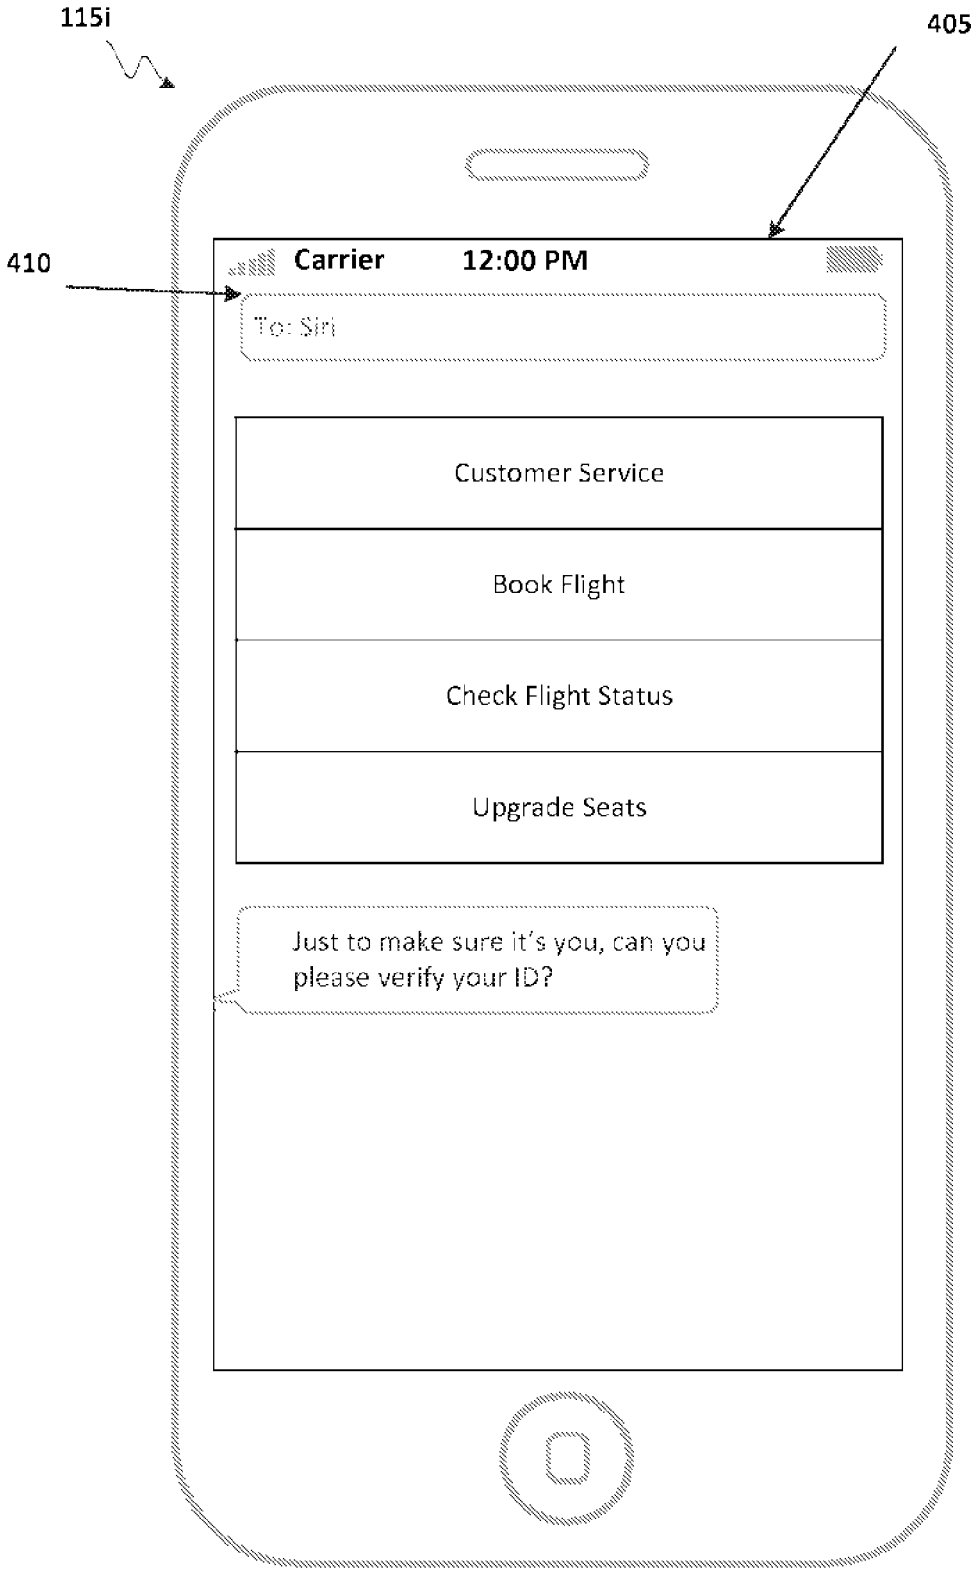 115i
405
410
Carrier 12:00 PM
To: Siri
Customer Service
Book Flight
Check Flight Status
Upgrade Seats
Just to make sure it's you, can you
please verify your ID?